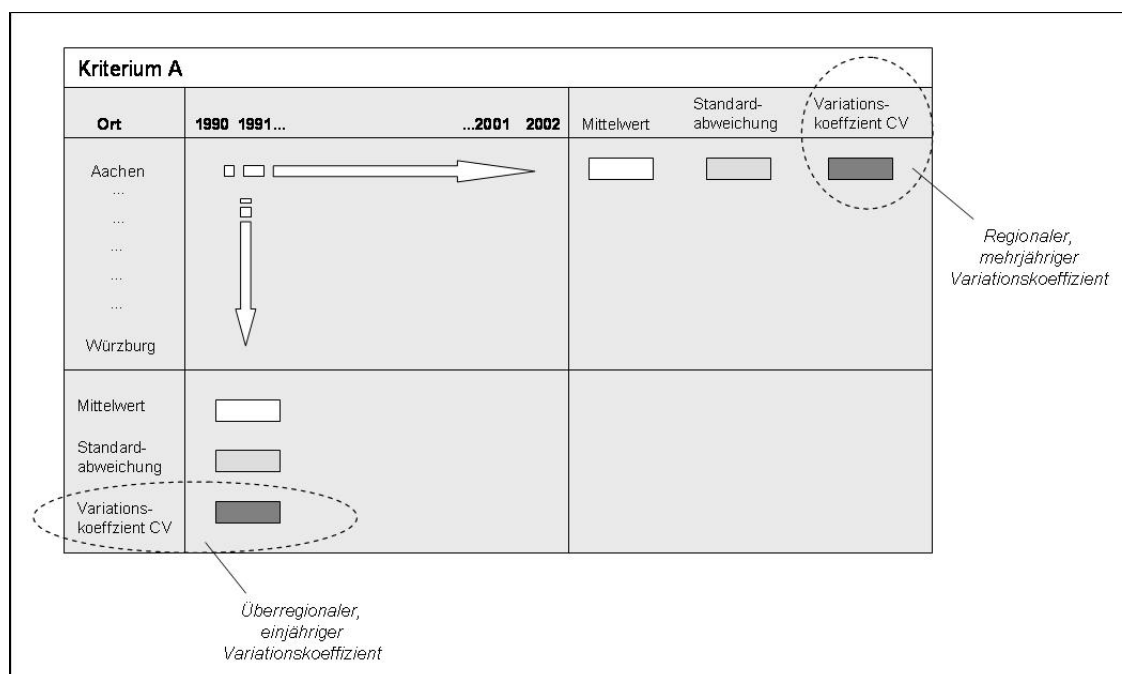 Kriterium A
Ort 1990 1991... ...2001 2002 Mittelwert Standard-
abweichung Variations-
koeffzient CV
Aachen
...
...
...
...
...
Würzburg
Regionaler,
mehrjähriger
Variationskoeffizient
Mittelwert
Standard-
abweichung
Variations-
koeffzient CV
Überregionaler,
einjähriger
Variationskoeffizient